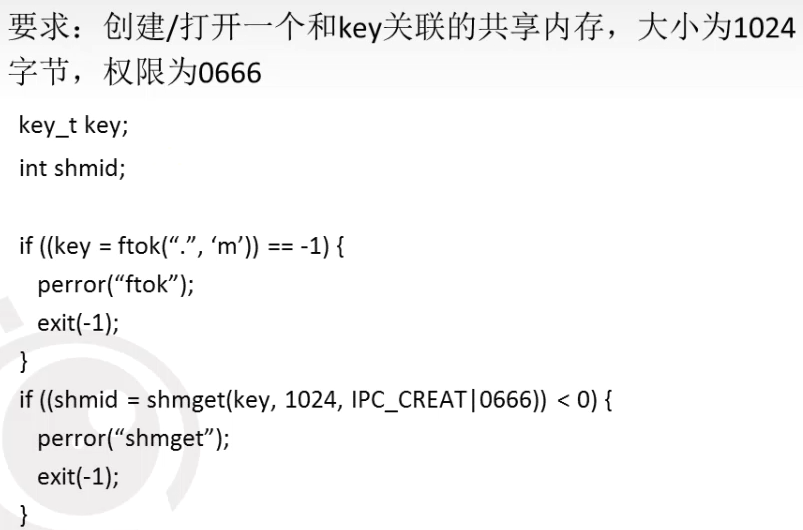 要求：创建/打开一个和key关联的共享内存，大小为1024
字节，权限为0666
key_t key;
int shmid;
if ((key = ftok(“.”, ‘m’)) == -1) {
perror(“ftok”);
exit(-1);
}
if ((shmid = shmget(key, 1024, IPC_CREAT|0666)) < 0) {
perror(“shmget”);
exit(-1);
}